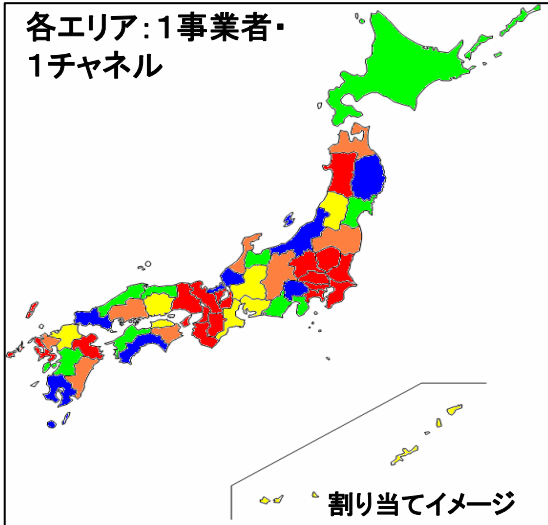 各エリア：１事業者・
１チャネル
割り当てイメージ